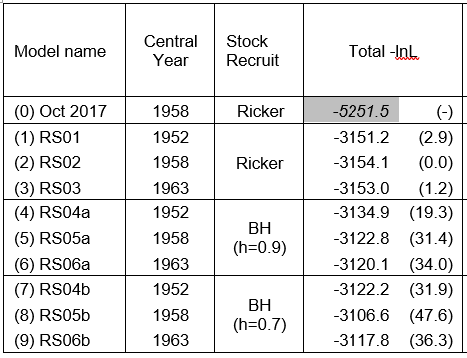 Model name Central Year Stock Recruit Total -lnL
(0) Oct 2017 1958 Ricker -5251.5 (-)
(1) RS01 1952 Ricker -3151.2 (2.9)
(2) RS02 1958 -3154.1 (0.0)
(3) RS03 1963 -3153.0 (1.2)
(4) RS04a 1952 BH (h=0.9) -3134.9 (19.3)
(5) RS05a 1958 -3122.8 (31.4)
(6) RS06a 1963 -3120.1 (34.0)
(7) RS04b 1952 BH (h=0.7) -3122.2 (31.9)
(8) RS05b 1958 -3106.6 (47.6)
(9) RS06b 1963 -3117.8 (36.3)